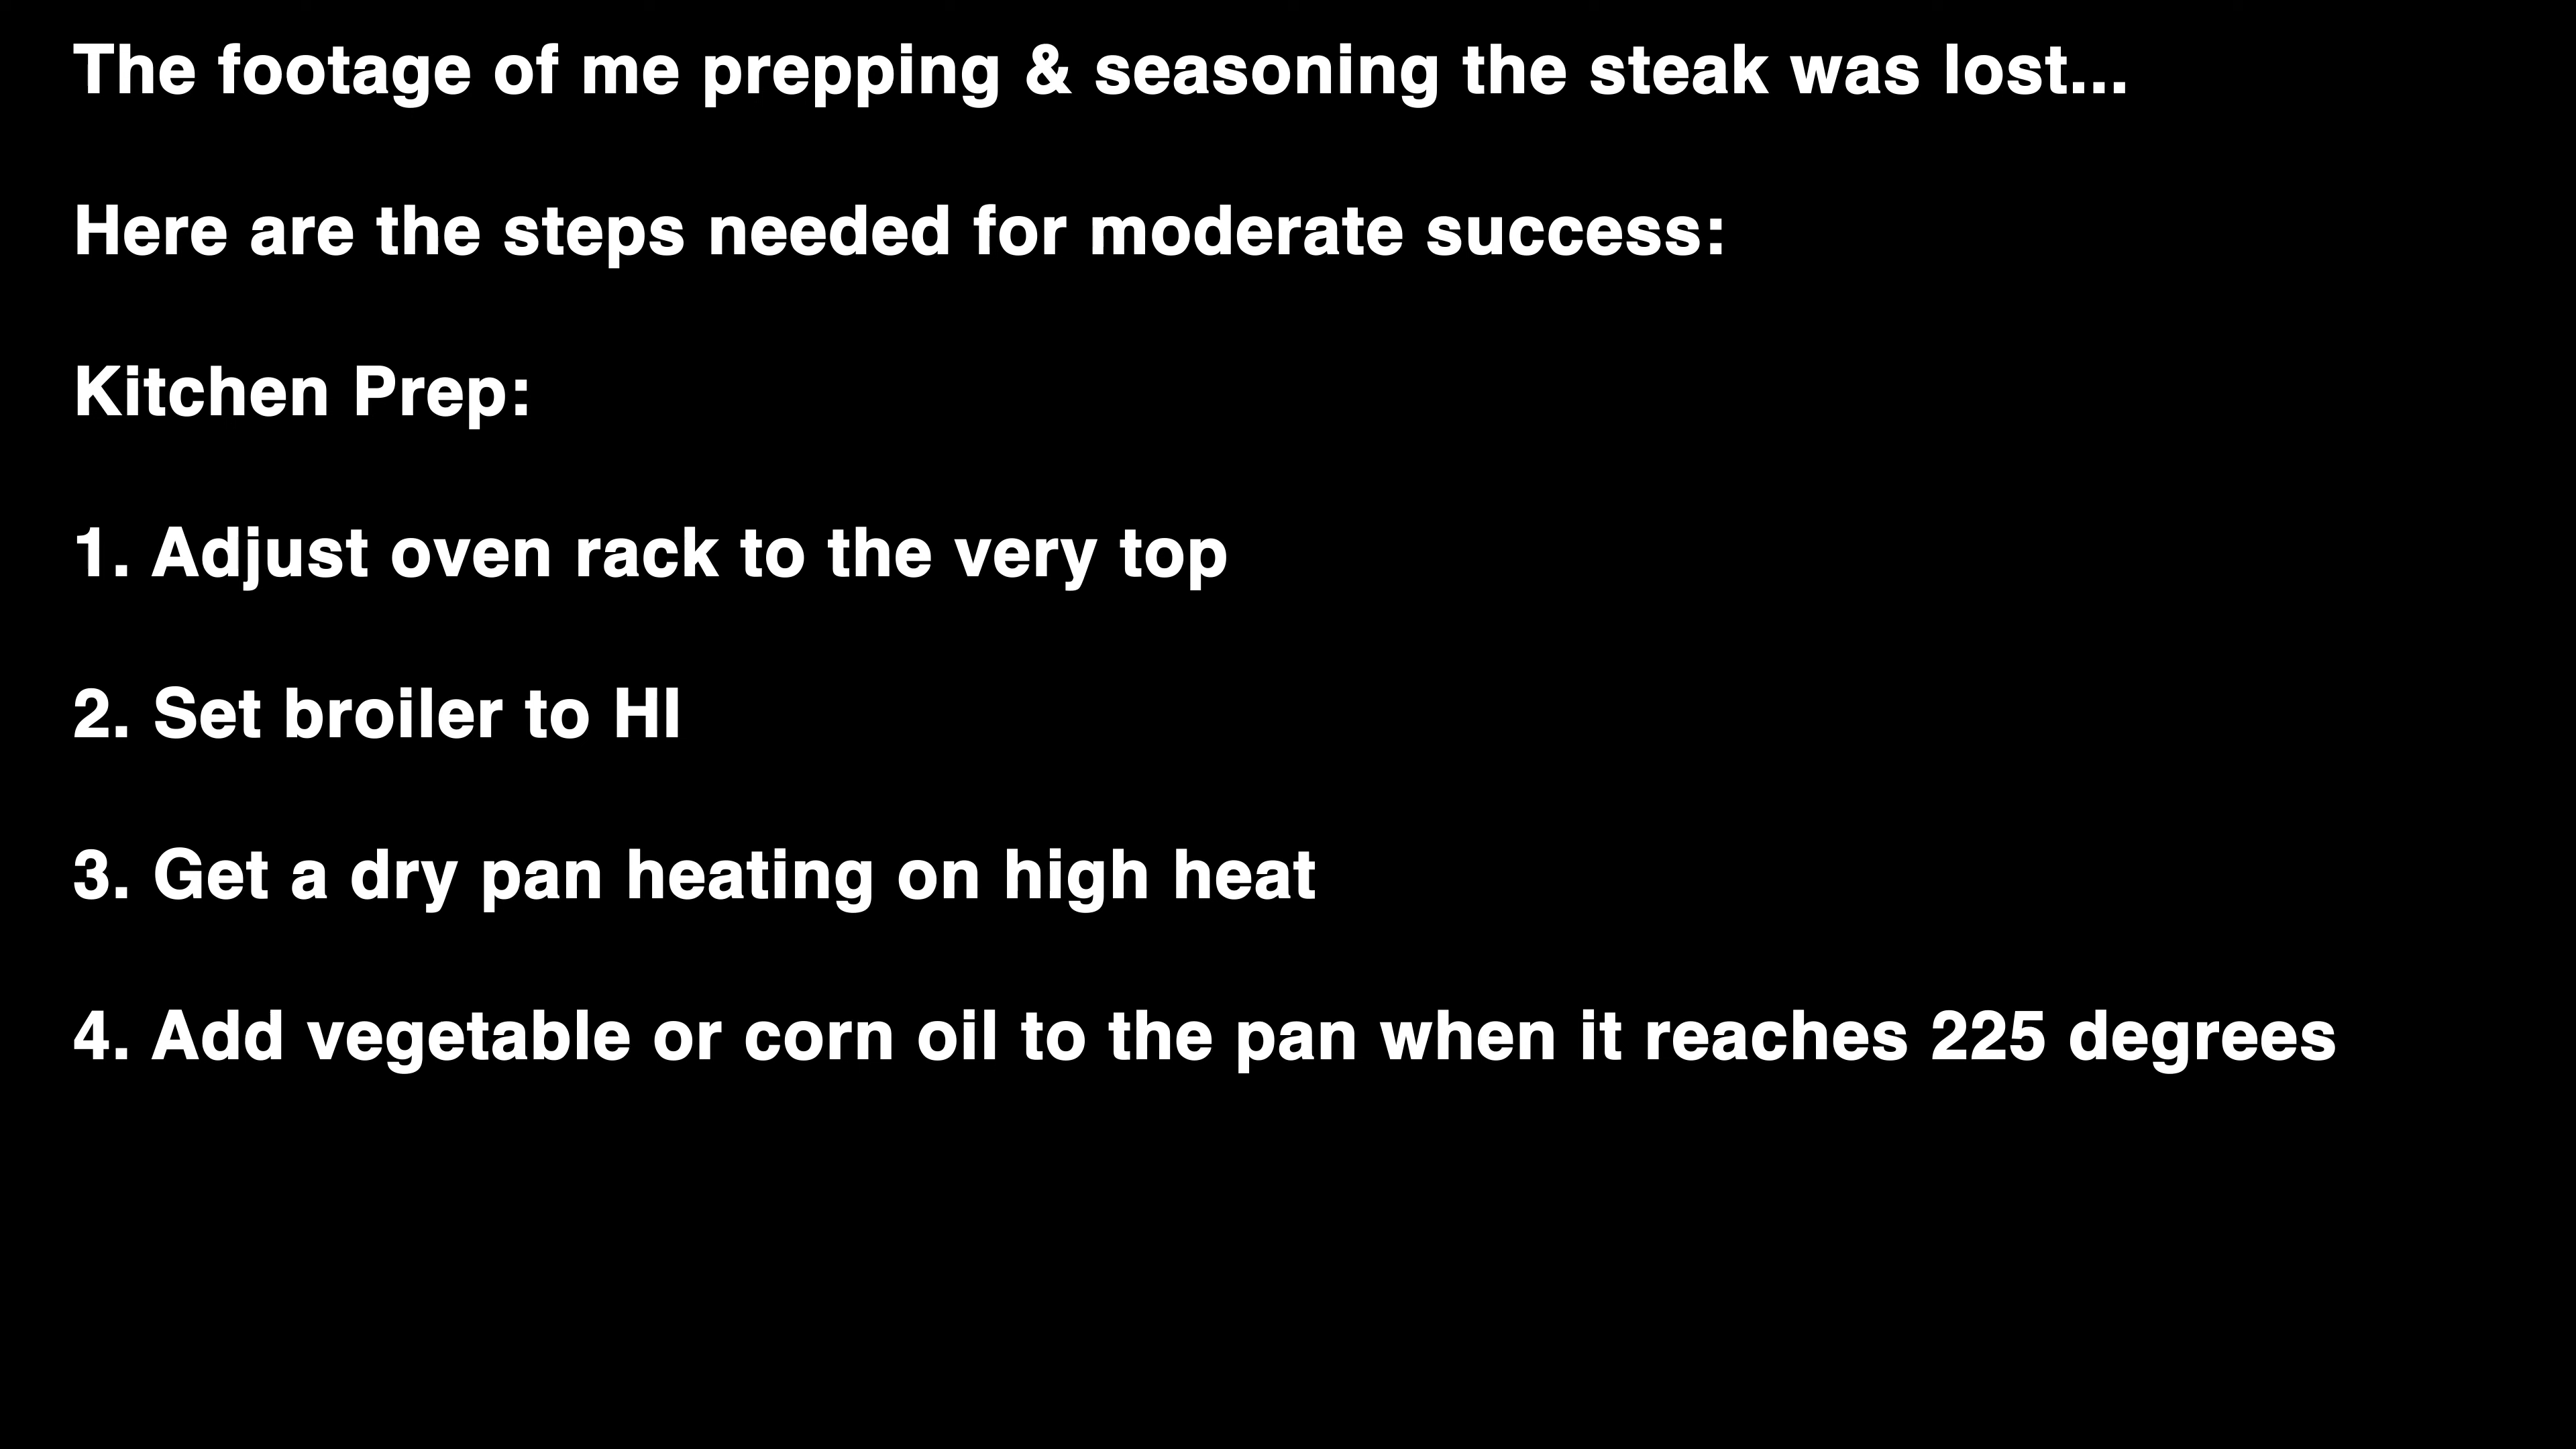 The footage of me prepping & seasoning the steak was lost...
Here are the steps needed for moderate success:
Kitchen Prep:
1. Adjust oven rack to the very top
2. Set broiler to HI
3. Get a dry pan heating on high heat
4. Add vegetable or corn oil to the pan when it reaches 225 degrees